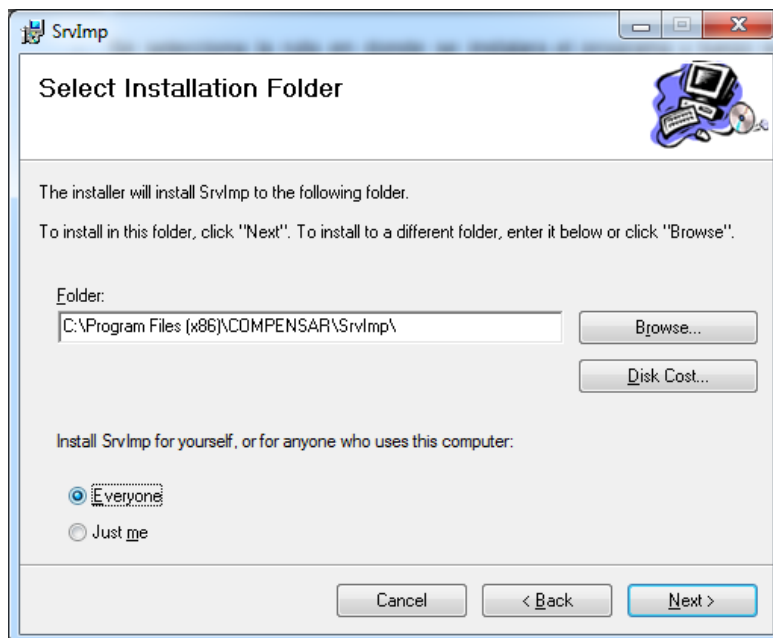 SrvImp
Select Installation Folder
The installer will install SrvImp to the following folder.
To install in this folder, click "Next". To install to a different folder, enter it below or click "Browse".
Folder:
C:\Program Files (x86)\COMPENSAR\SrvImp\
Browse...
Disk Cost...
Install SrvImp for yourself, or for anyone who uses this computer:
Everyone
Just me
Cancel
< Back
Next >